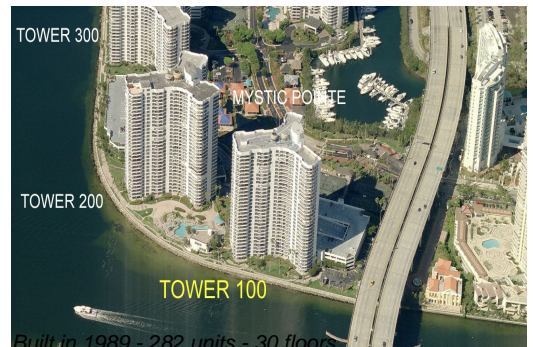 TOWER 300
MYSTIC POINTE
TOWER 200
TOWER 100
Built in 1989 - 282 units - 30 floors